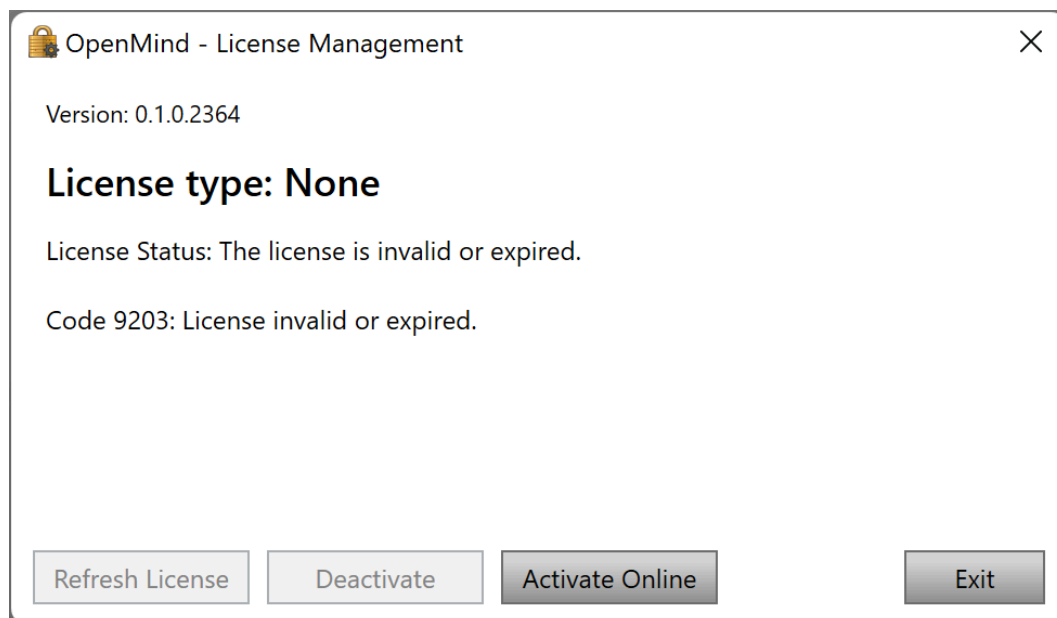 OpenMind - License Management
Version: 0.1.0.2364
License type: None
License Status: The license is invalid or expired.
Code 9203: License invalid or expired.
Refresh License
Deactivate
Activate Online
Exit